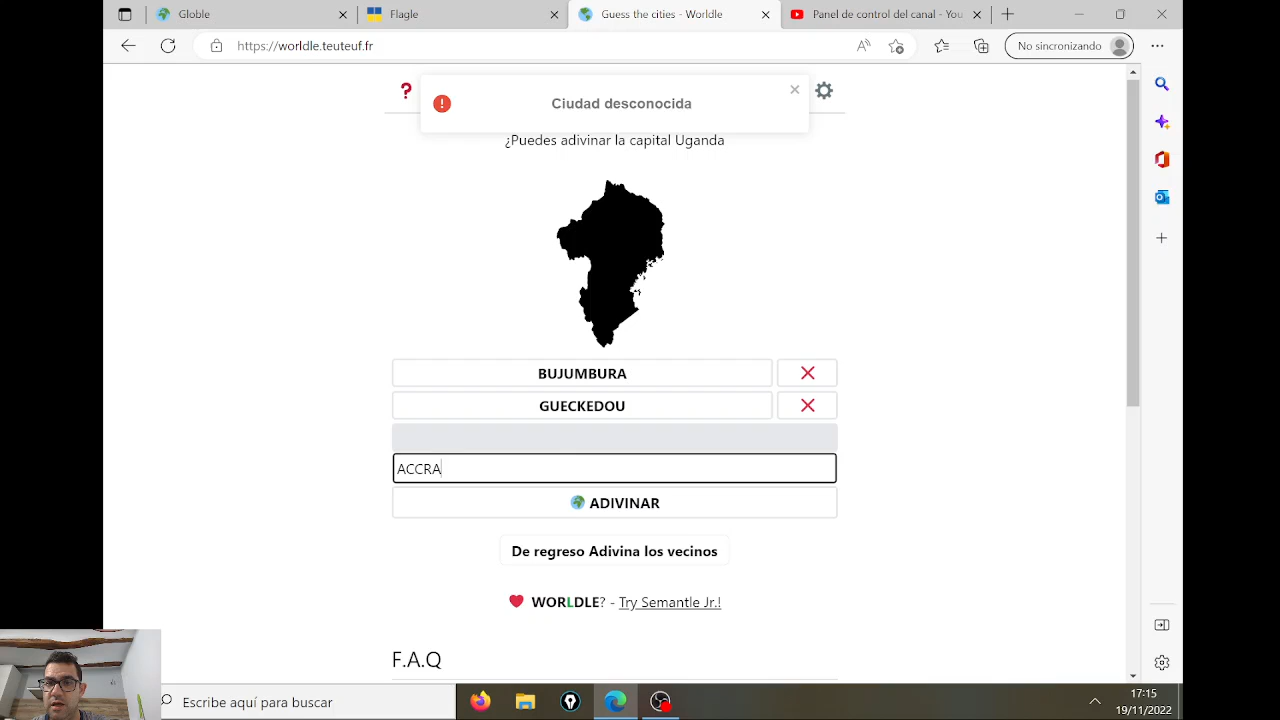 Globle
Flagle
Guess the cities - Worldle
Panel de control del canal - You
https://worldle.teuteuf.fr
No sincronizando
?
Ciudad desconocida
¿Puedes adivinar la capital Uganda
BUJUMBURA
GUECKEDOU
ACCRA
ADIVINAR
De regreso Adivina los vecinos
WORLDLE? - Try Semantle Jr.!
F.A.Q
Escribe aquí para buscar
17:15
19/11/2022